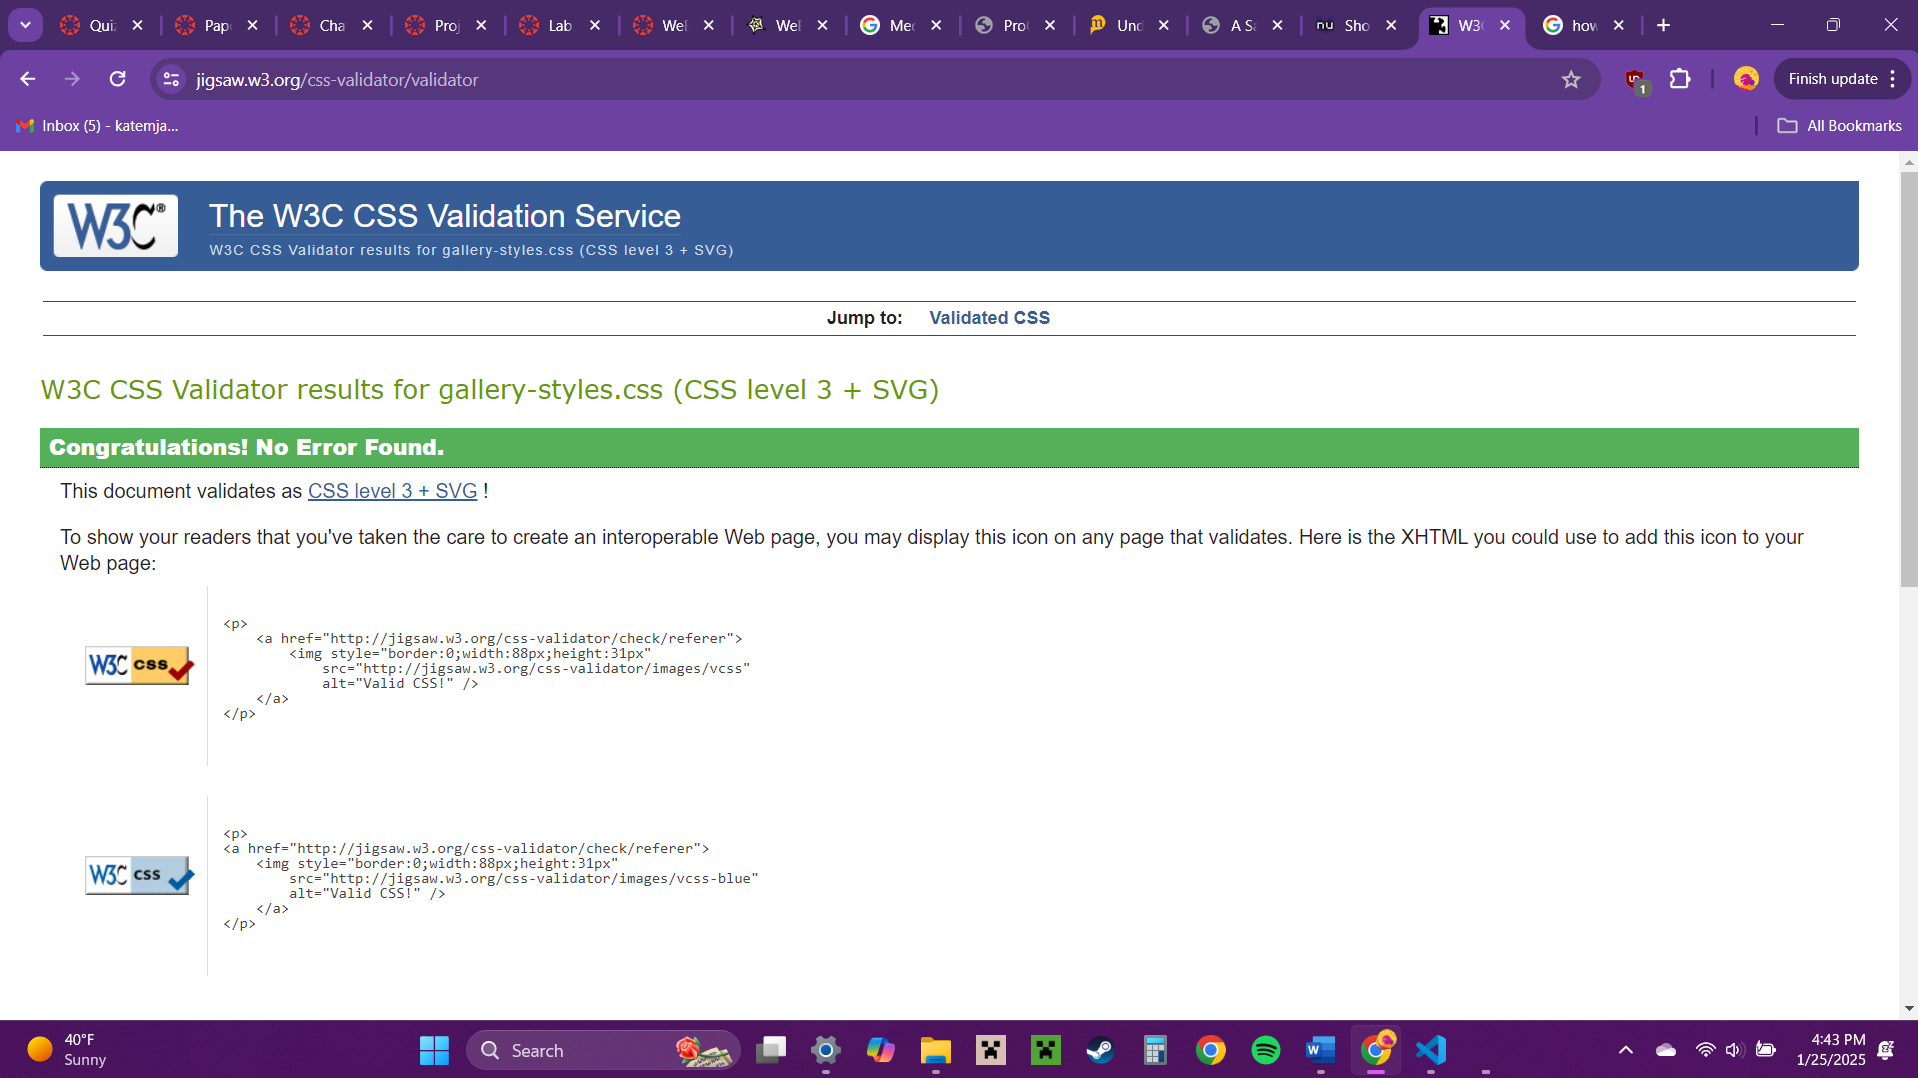 Quiz
Pap
Cha
Proj
Lab
Wel
Wel
Med
Pro
Und
A Sa
nu Sho
W3C
how
jigsaw.w3.org/css-validator/validator
1
Finish update
Inbox (5) - katemja...
All Bookmarks
W3C®
The W3C CSS Validation Service
W3C CSS Validator results for gallery-styles.css (CSS level 3 + SVG)
Jump to: Validated CSS
W3C CSS Validator results for gallery-styles.css (CSS level 3 + SVG)
Congratulations! No Error Found.
This document validates as CSS level 3 + SVG !
To show your readers that you've taken the care to create an interoperable Web page, you may display this icon on any page that validates. Here is the XHTML you could use to add this icon to your
Web page:
W3C css
<p>
<a href="http://jigsaw.w3.org/css-validator/check/referer">
<img style="border:0;width:88px;height:31px"
src="http://jigsaw.w3.org/css-validator/images/vcss"
alt="Valid CSS!" />
</a>
</p>
W3C css
<p>
<a href="http://jigsaw.w3.org/css-validator/check/referer">
<img style="border:0;width:88px;height:31px"
src="http://jigsaw.w3.org/css-validator/images/vcss-blue"
alt="Valid CSS!" />
</a>
</p>
40°F
Sunny
Search
4:43 PM
1/25/2025